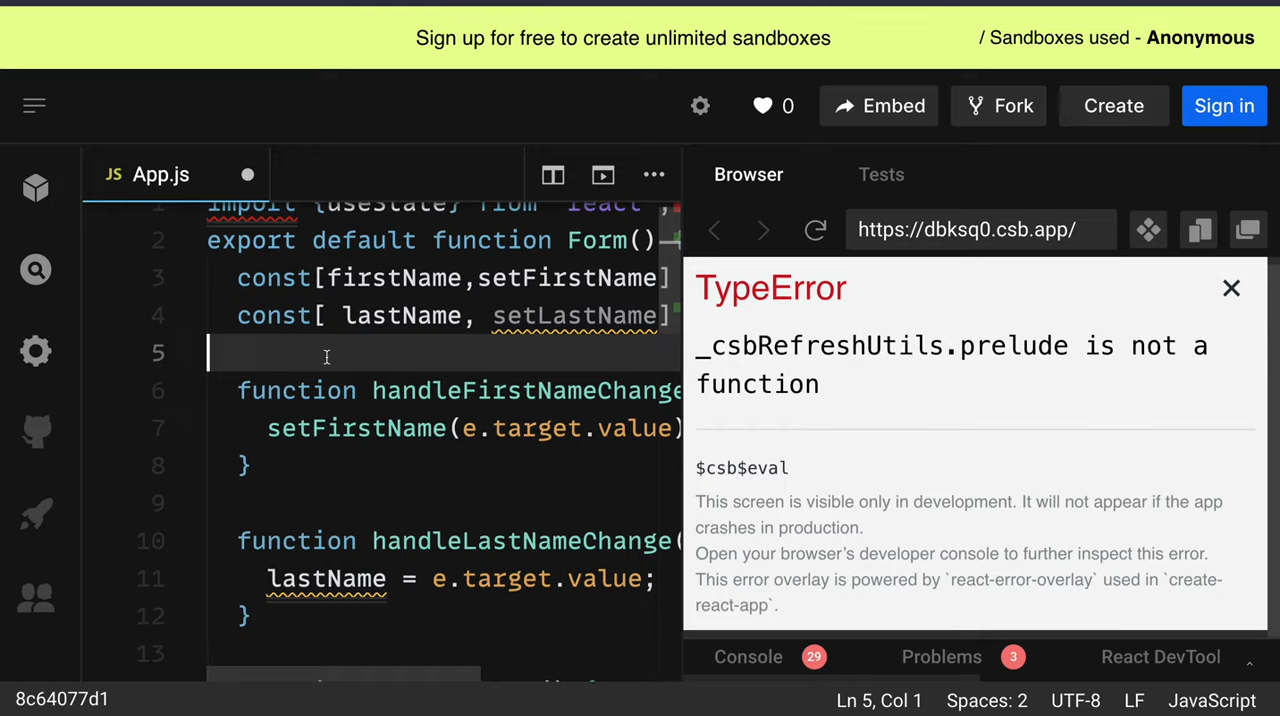 Sign up for free to create unlimited sandboxes
/ Sandboxes used - Anonymous
0
Embed
Fork
Create
Sign in
JS App.js
Browser
Tests
https://dbksq0.csb.app/
1 import {useState} from "react";
2 export default function Form() {
3 const[firstName,setFirstName]
4 const[ lastName, setLastName]
5
6 function handleFirstNameChange
7 setFirstName(e.target.value)
8 }
9
10 function handleLastNameChange(
11 lastName = e.target.value;
12 }
13
TypeError
_csbRefreshUtils.prelude is not a
function
$csb$eval
This screen is visible only in development. It will not appear if the app
crashes in production.
Open your browser’s developer console to further inspect this error.
This error overlay is powered by `react-error-overlay` used in `create-
react-app`.
Console 29
Problems 3
React DevTool
8c64077d1
Ln 5, Col 1
Spaces: 2
UTF-8
LF
JavaScript